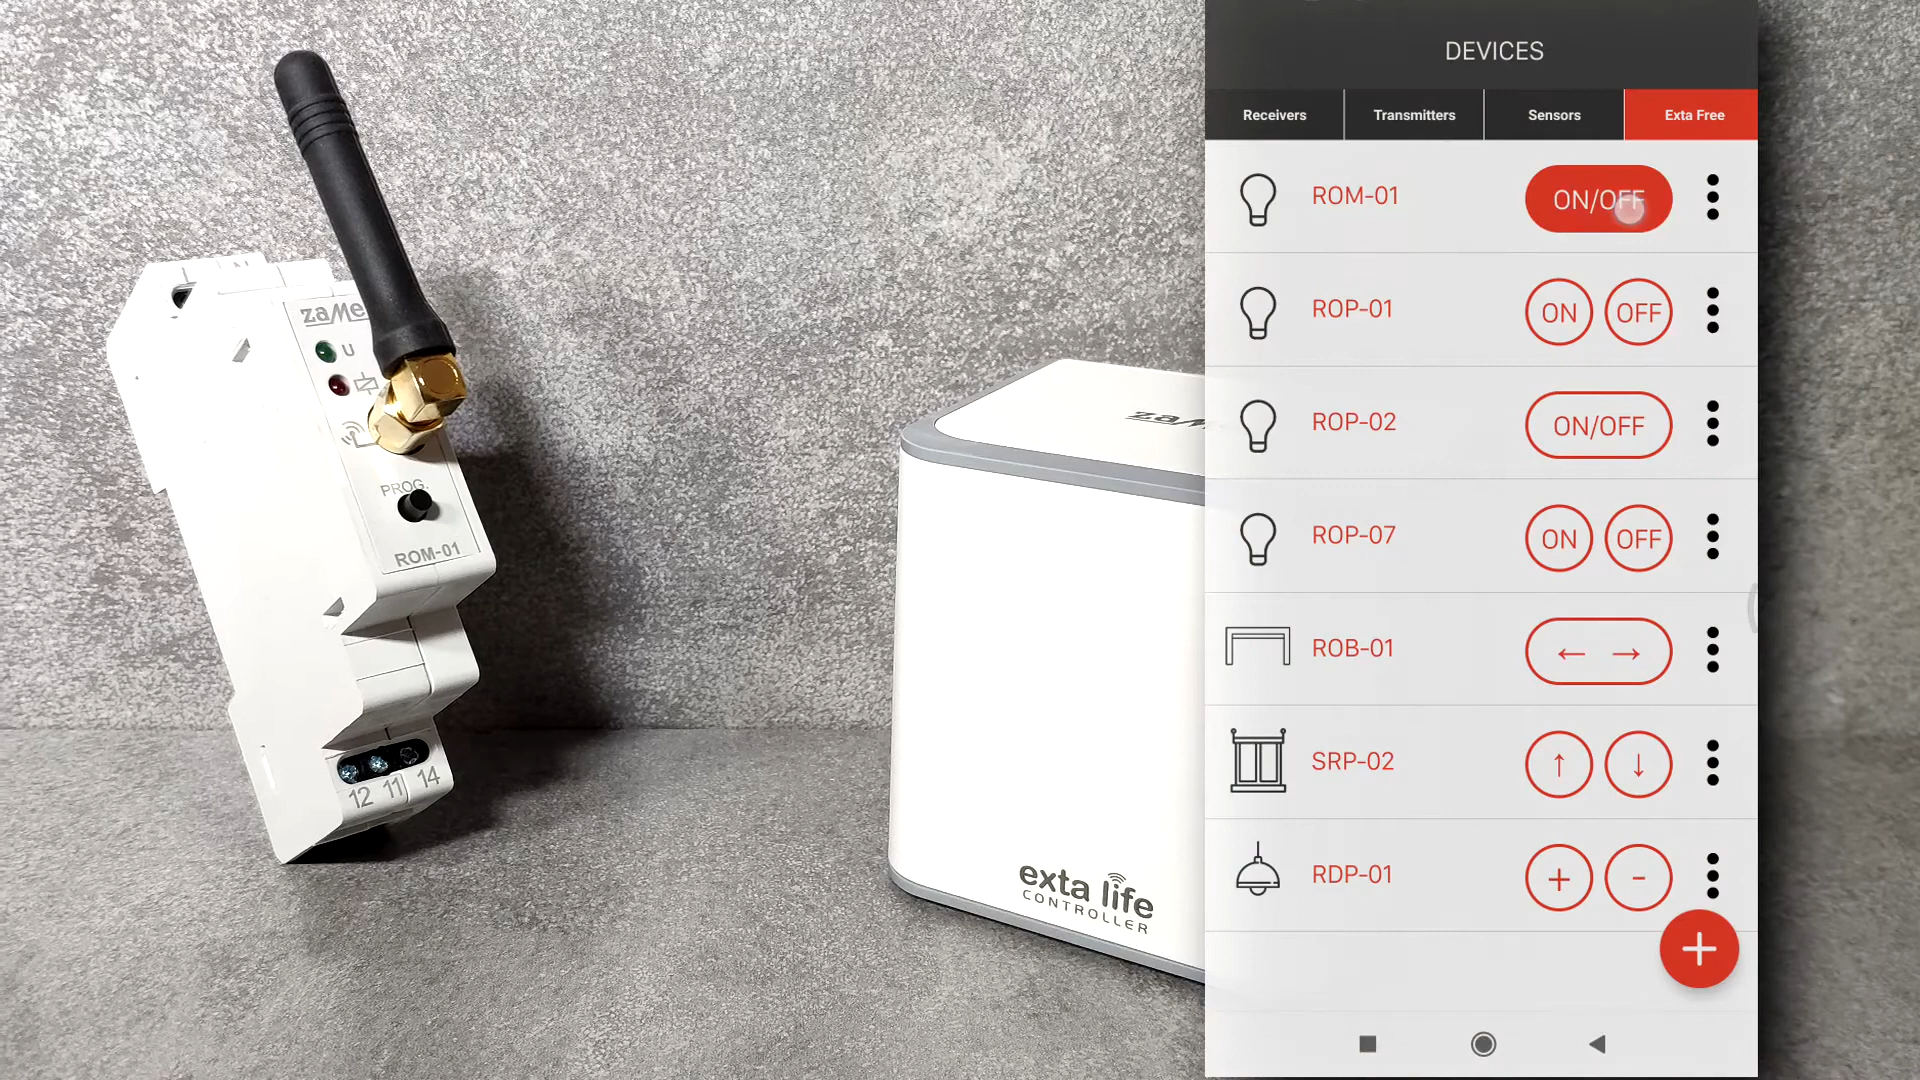 zaMe
U
PROG.
ROM-01
12 11 14
zaM
exta life
CONTROLLER
DEVICES
Receivers
Transmitters
Sensors
Exta Free
ROM-01
ON/OFF
ROP-01
ON
OFF
ROP-02
ON/OFF
ROP-07
ON
OFF
ROB-01
← →
SRP-02
↑
↓
RDP-01
+
-
+